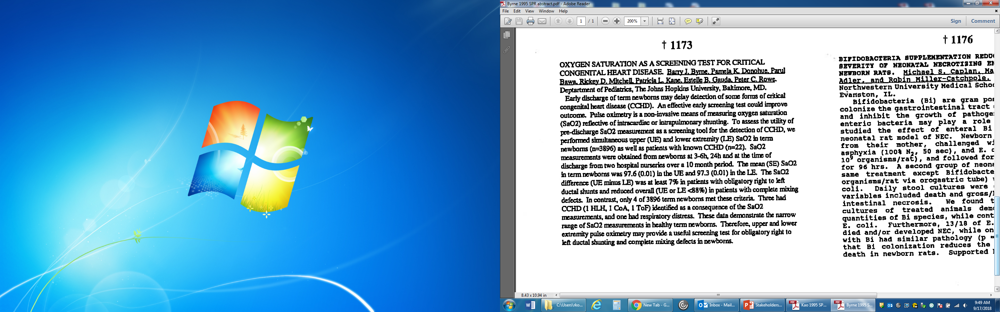 Byrne 1995 SPR abstract.pdf - Adobe Reader
File Edit View Window Help
1 / 1 200% Sign Comment
† 1173
OXYGEN SATURATION AS A SCREENING TEST FOR CRITICAL
CONGENITAL HEART DISEASE. Barry J. Byrne, Pamela K. Donohue, Parul
Bawa, Rickey D. Mitchell, Patricia L. Kane, Estelle B. Gauda, Peter C. Rowe.
Deptartment of Pediatrics, The Johns Hopkins University, Baltimore, MD.
Early discharge of term newborns may delay detection of some forms of critical
congenital heart disease (CCHD). An effective early screening test could improve
outcome. Pulse oximetry is a non-invasive means of measuring oxygen saturation
(SaO2) reflective of intracardiac or intrapulmonary shunting. To assess the utility of
pre-discharge SaO2 measurement as a screening tool for the detection of CCHD, we
performed simultaneous upper (UE) and lower extremity (LE) SaO2 in term
newborns (n=3896) as well as patients with known CCHD (n=22). SaO2
measurements were obtained from newborns at 3-6h, 24h and at the time of
discharge from two hospital nurseries over a 10 month period. The mean (SE) SaO2
in term newborns was 97.6 (0.01) in the UE and 97.3 (0.01) in the LE. The SaO2
difference (UE minus LE) was at least 7% in patients with obligatory right to left
ductal shunts and reduced overall (UE or LE <88%) in patients with complete mixing
defects. In contrast, only 4 of 3896 term newborns met these criteria. Three had
CCHD (1 HLH, 1 CoA, 1 ToF) identified as a consequence of the SaO2
measurements, and one had respiratory distress. These data demonstrate the narrow
range of SaO2 measurements in healthy term newborns. Therefore, upper and lower
extremity pulse oximetry may provide a useful screening test for obligatory right to
left ductal shunting and complete mixing defects in newborns.
† 1176
BIFIDOBACTERIA SUPPLEMENTATION REDU
SEVERITY OF NEONATAL NECROTIZING EN
NEWBORN RATS. Michael S. Caplan, Ma
Adler, and Robin Miller-Catchpole.
Northwestern University Medical Schoo
Evanston, IL.
Bifidobacteria (Bi) are gram pos
colonize the gastrointestinal tract
and inhibit the growth of pathoge
enteric bacteria may play a role
studied the effect of enteral Bi
neonatal rat model of NEC. Newborn
from their mother, challenged wi
asphyxia (100% N2, 50 sec), and E. c
10⁹ organisms/rat), and followed for
for 96 hrs. A second group of neona
same treatment except Bifidobacte
organisms/rat via orogastric tube)
coli. Daily stool cultures were
variables included death and gross/
intestinal necrosis. We found t
cultures of treated animals dem
quantities of Bi species, while cont
E. coli. Furthermore, 13/18 of E.
died and/or developed NEC, while on
with Bi had similar pathology (p =
that Bi colonization reduces the
death in newborn rats. Supported
8.43 x 10.94 in
C:\Users\rko... New Tab - G... Inbox - Mail... Stakeholders... Kao 1995 SP... Byrne 1995 S... 9:49 AM
9/17/2018